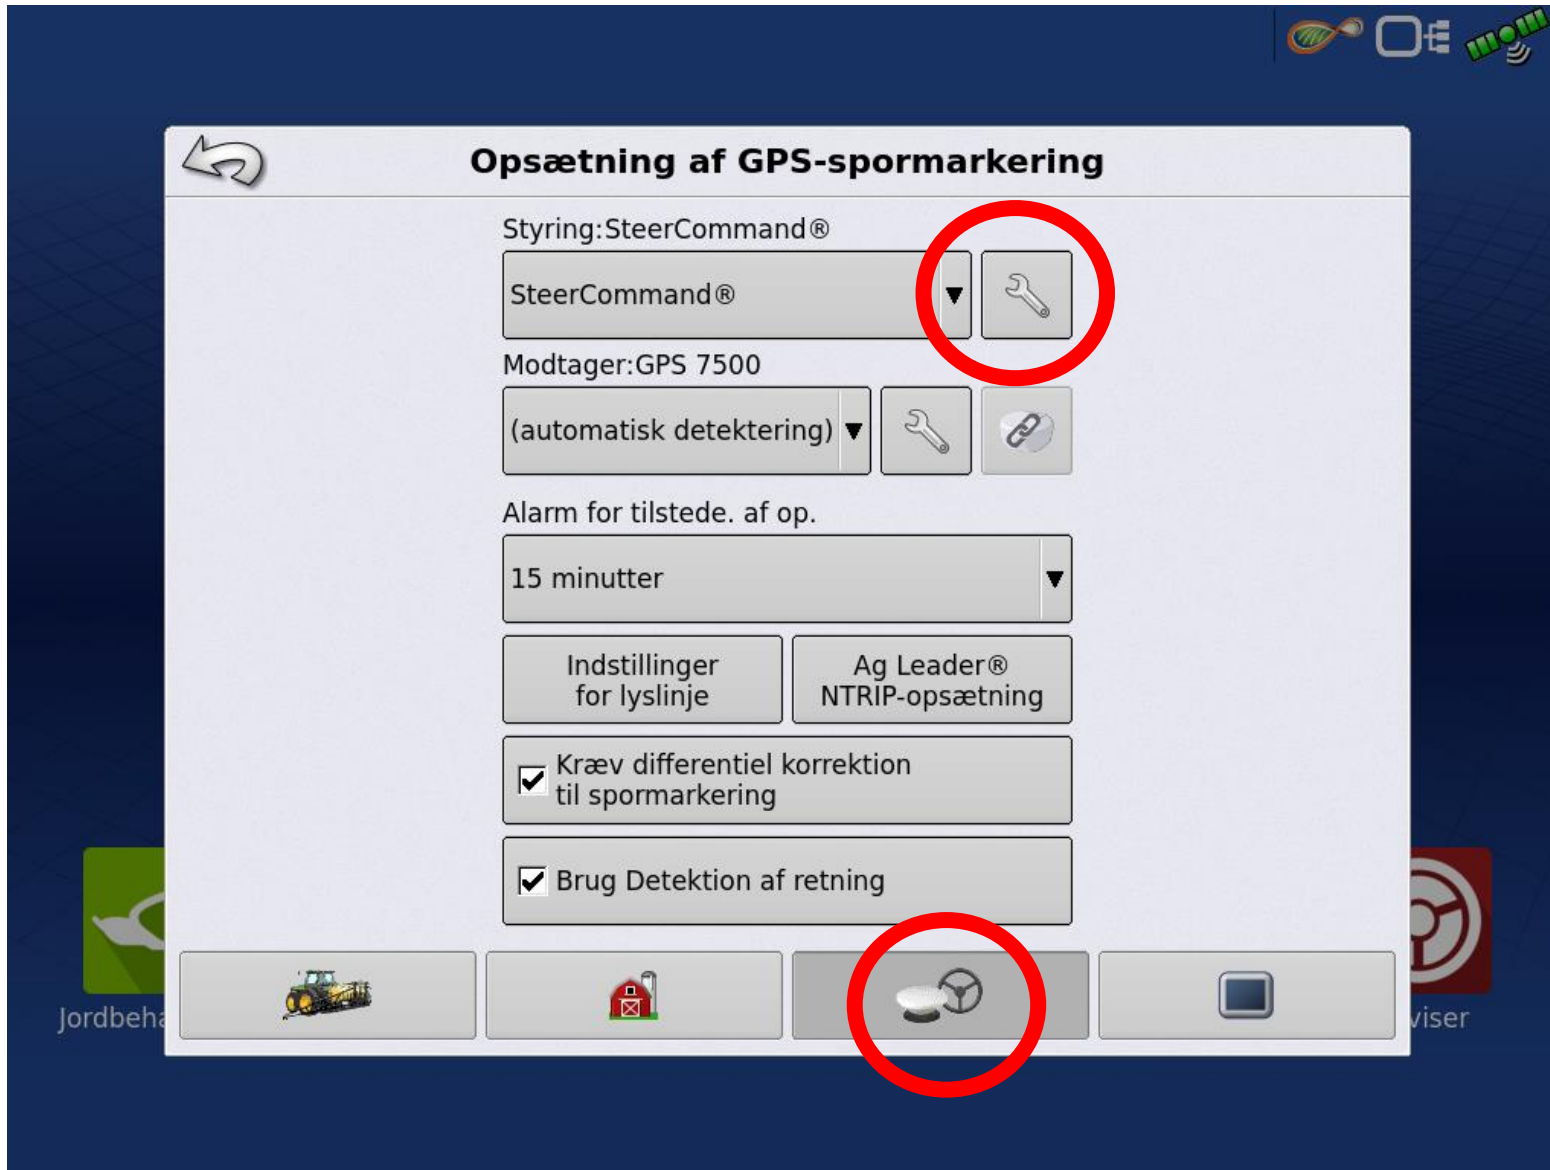 Opsætning af GPS-spormarkering
Styring:SteerCommand®
SteerCommand®
Modtager:GPS 7500
(automatisk detektering)
Alarm for tilstede. af op.
15 minutter
Indstillinger
for lyslinje
Ag Leader®
NTRIP-opsætning
Kræv differentiel korrektion
til spormarkering
Brug Detektion af retning
Jordbeha
viser